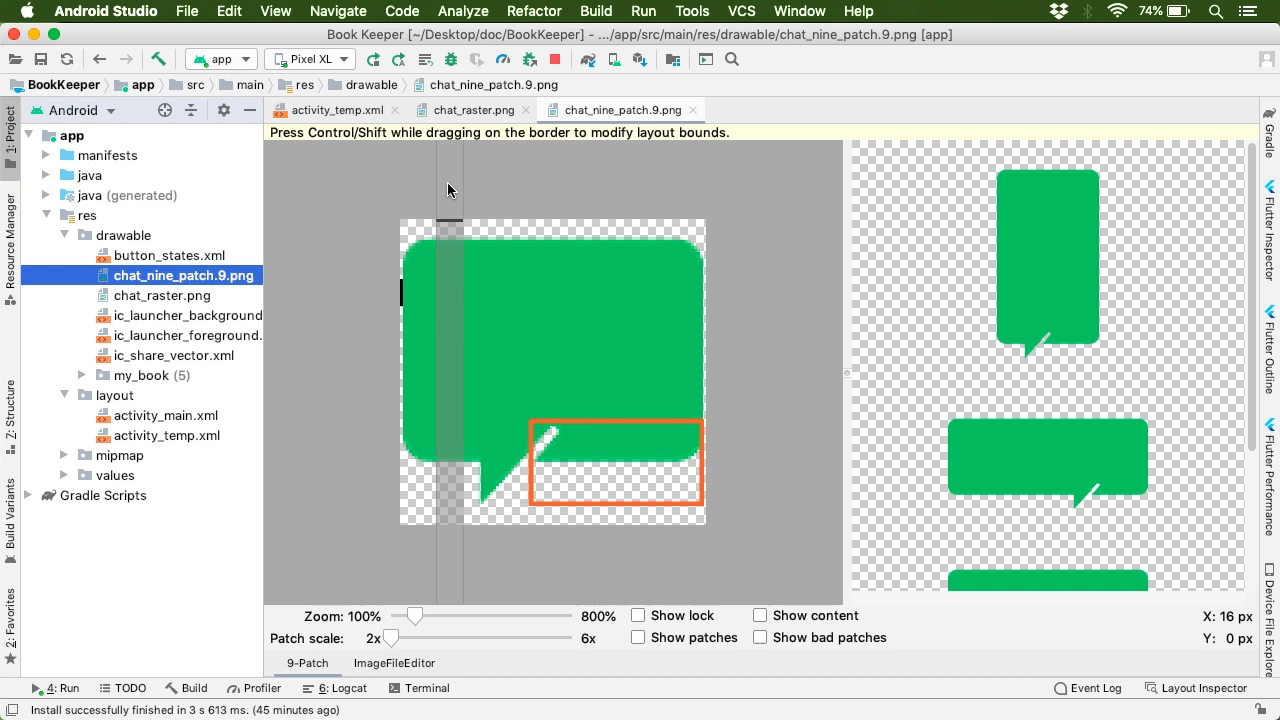 Android Studio File Edit View Navigate Code Analyze Refactor Build Run Tools VCS Window Help 74%
Book Keeper [~/Desktop/doc/BookKeeper] - .../app/src/main/res/drawable/chat_nine_patch.9.png [app]
app Pixel XL
BookKeeper app src main res drawable chat_nine_patch.9.png
Android
activity_temp.xml chat_raster.png chat_nine_patch.9.png
Press Control/Shift while dragging on the border to modify layout bounds.
1: Project
Resource Manager
Z: Structure
Build Variants
2: Favorites
app
manifests
java
java (generated)
res
drawable
button_states.xml
chat_nine_patch.9.png
chat_raster.png
ic_launcher_background
ic_launcher_foreground.
ic_share_vector.xml
my_book (5)
layout
activity_main.xml
activity_temp.xml
mipmap
values
Gradle Scripts
Gradle
Flutter Inspector
Flutter Outline
Flutter Performance
Device File Explorer
Zoom: 100% 800% Show lock Show content X: 16 px
Patch scale: 2x 6x Show patches Show bad patches Y: 0 px
9-Patch ImageFileEditor
4: Run TODO Build Profiler 6: Logcat Terminal Event Log Layout Inspector
Install successfully finished in 3 s 613 ms. (45 minutes ago)